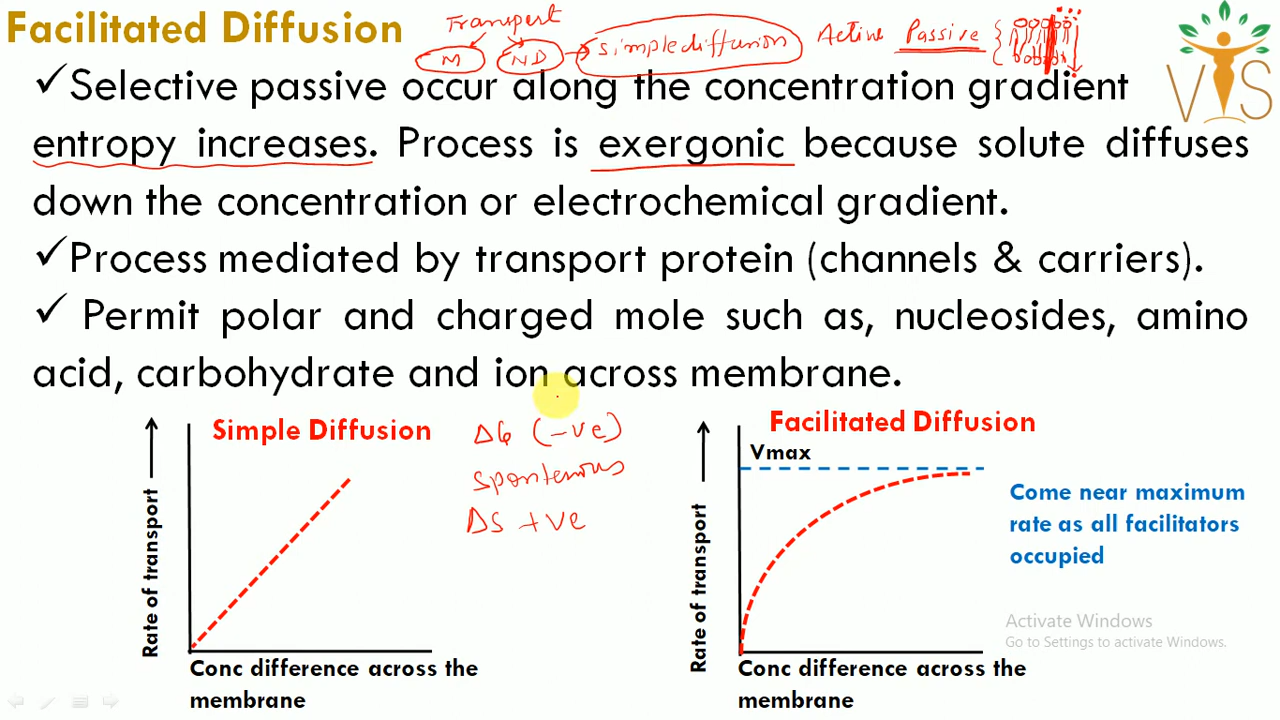 Facilitated Diffusion
Transport
M ND → simple diffusion
Active Passive
VIS
✓Selective passive occur along the concentration gradient
entropy increases. Process is exergonic because solute diffuses
down the concentration or electrochemical gradient.
✓Process mediated by transport protein (channels & carriers).
✓ Permit polar and charged mole such as, nucleosides, amino
acid, carbohydrate and ion across membrane.
Simple Diffusion
Rate of transport
Conc difference across the
membrane
ΔG (-ve)
spontenous
ΔS +ve
Facilitated Diffusion
Vmax
Rate of transport
Conc difference across the
membrane
Come near maximum
rate as all facilitators
occupied
Activate Windows
Go to Settings to activate Windows.